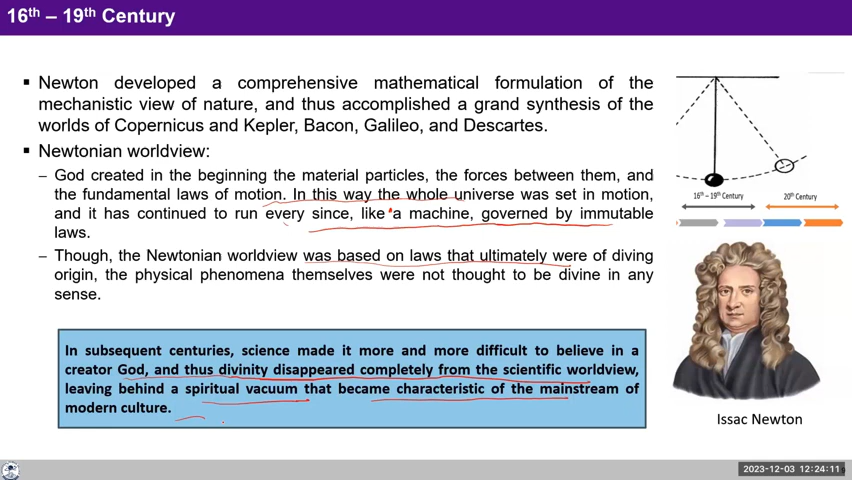 16th – 19th Century
▪ Newton developed a comprehensive mathematical formulation of the
mechanistic view of nature, and thus accomplished a grand synthesis of the
worlds of Copernicus and Kepler, Bacon, Galileo, and Descartes.
▪ Newtonian worldview:
– God created in the beginning the material particles, the forces between them, and
the fundamental laws of motion. In this way the whole universe was set in motion,
and it has continued to run every since, like a machine, governed by immutable
laws.
– Though, the Newtonian worldview was based on laws that ultimately were of diving
origin, the physical phenomena themselves were not thought to be divine in any
sense.
In subsequent centuries, science made it more and more difficult to believe in a
creator God, and thus divinity disappeared completely from the scientific worldview,
leaving behind a spiritual vacuum that became characteristic of the mainstream of
modern culture.
16th – 19th Century
20th Century
Issac Newton
2023-12-03 12:24:11